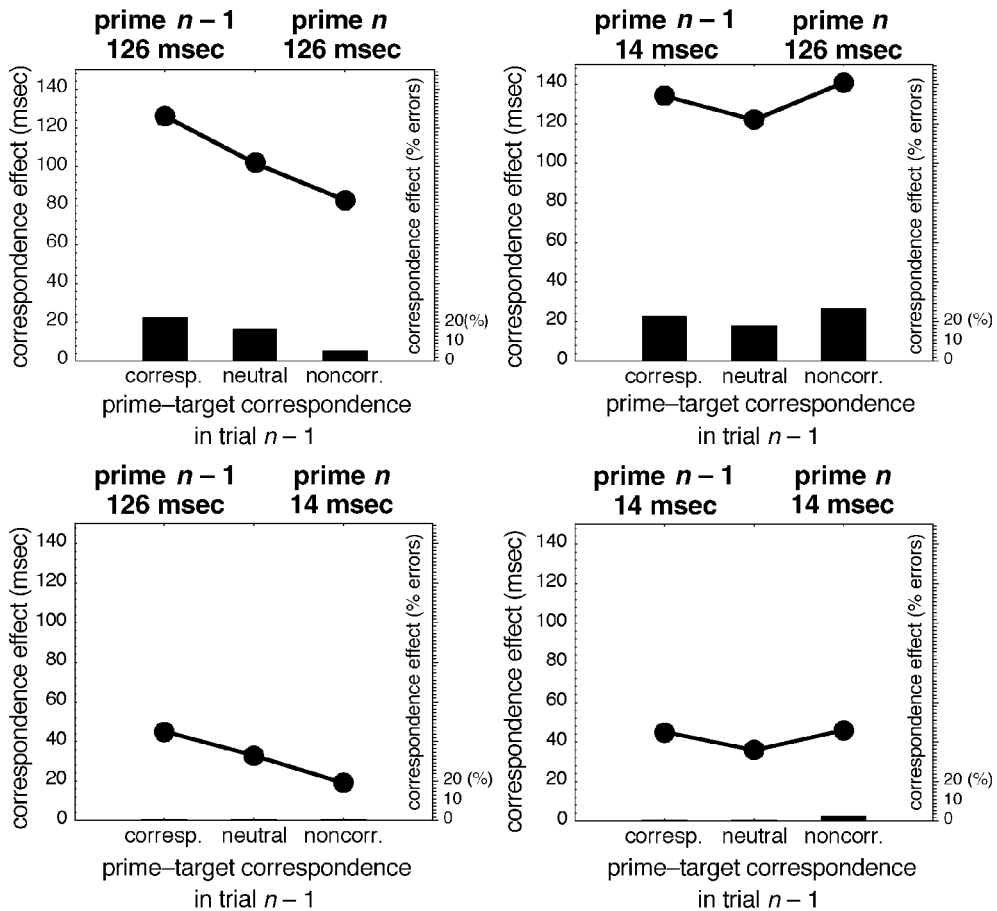 prime n – 1 prime n
126 msec 126 msec
correspondence effect (msec)
140
120
100
80
60
40
20
0
correspondence effect (% errors)
20(%)
10
0
corresp. neutral noncorr.
prime–target correspondence
in trial n – 1
prime n – 1 prime n
14 msec 126 msec
correspondence effect (msec)
140
120
100
80
60
40
20
0
correspondence effect (% errors)
20 (%)
10
0
corresp. neutral noncorr.
prime–target correspondence
in trial n – 1
prime n – 1 prime n
126 msec 14 msec
correspondence effect (msec)
140
120
100
80
60
40
20
0
correspondence effect (% errors)
20 (%)
10
0
corresp. neutral noncorr.
prime–target correspondence
in trial n – 1
prime n – 1 prime n
14 msec 14 msec
correspondence effect (msec)
140
120
100
80
60
40
20
0
correspondence effect (% errors)
20 (%)
10
0
corresp. neutral noncorr.
prime–target correspondence
in trial n – 1